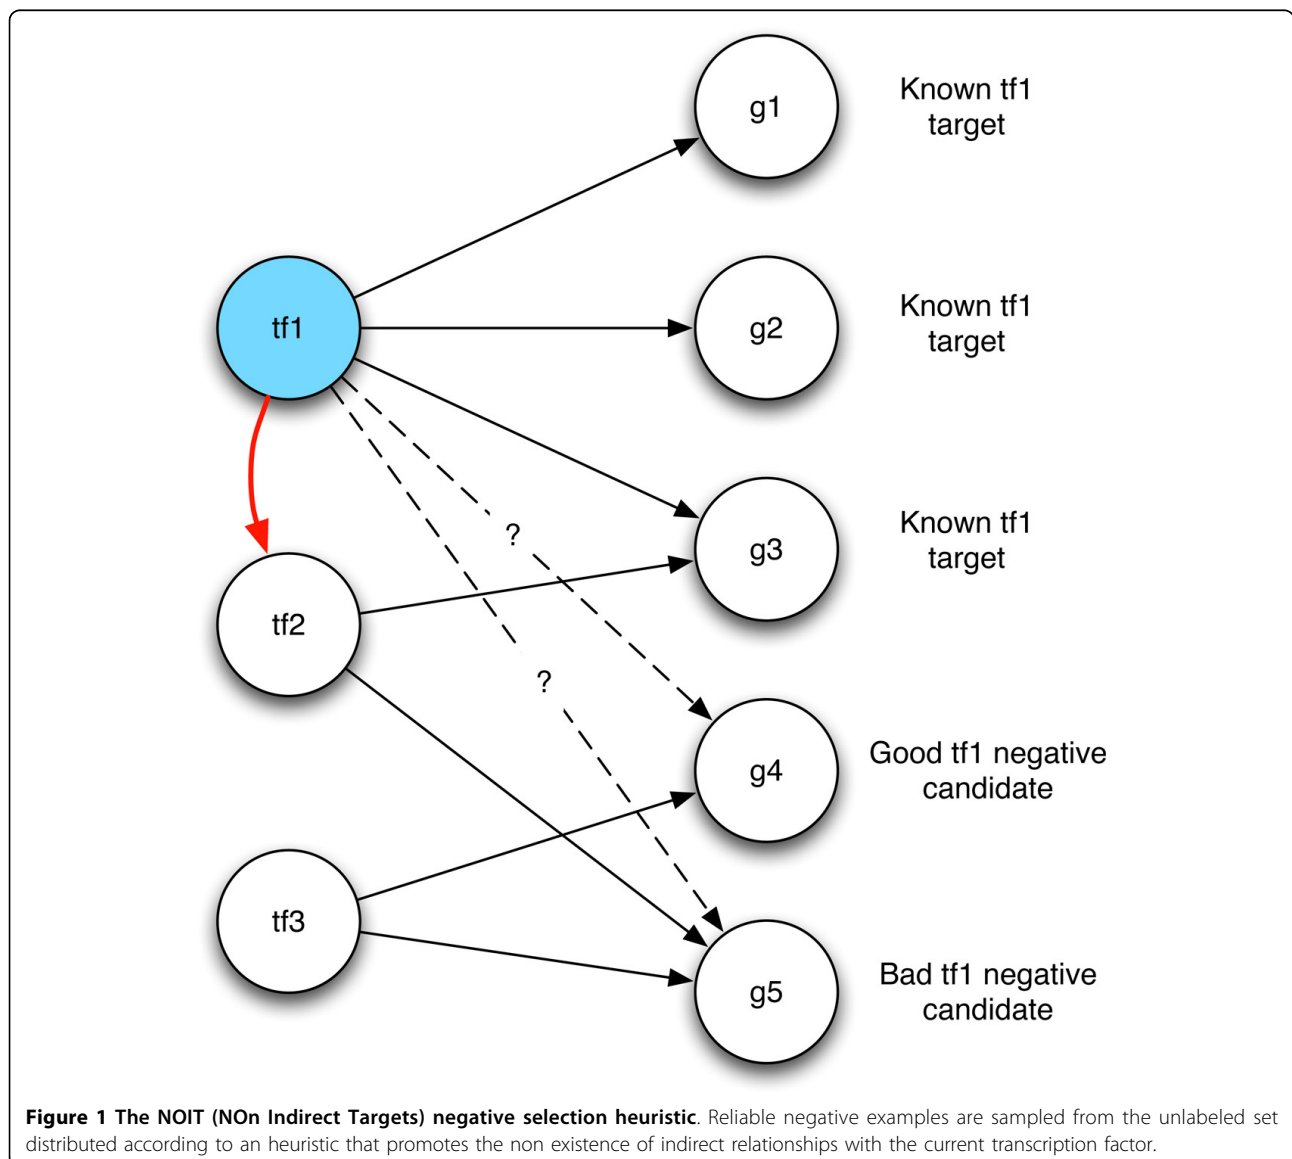 g1
Known tf1
target
tf1
g2
Known tf1
target
?
g3
Known tf1
target
tf2
?
g4
Good tf1 negative
candidate
tf3
g5
Bad tf1 negative
candidate
Figure 1 The NOIT (NOn Indirect Targets) negative selection heuristic. Reliable negative examples are sampled from the unlabeled set
distributed according to an heuristic that promotes the non existence of indirect relationships with the current transcription factor.